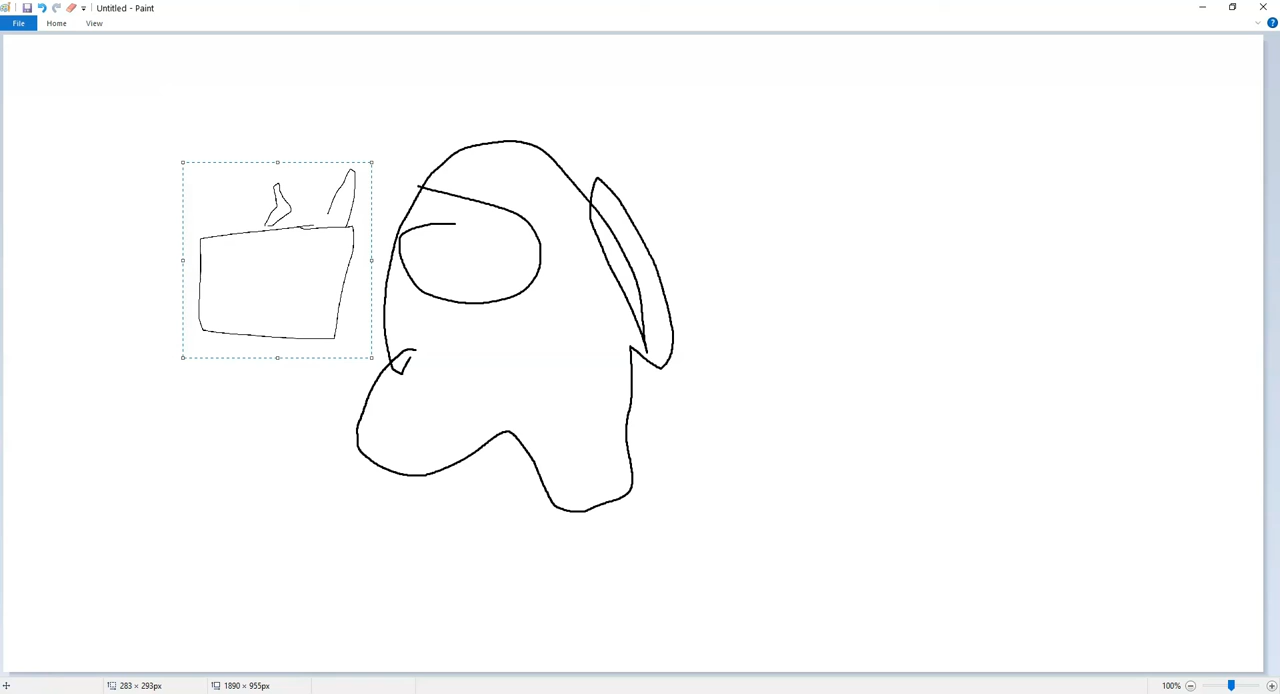 Untitled - Paint
File Home View
283 × 293px 1890 × 955px 100%